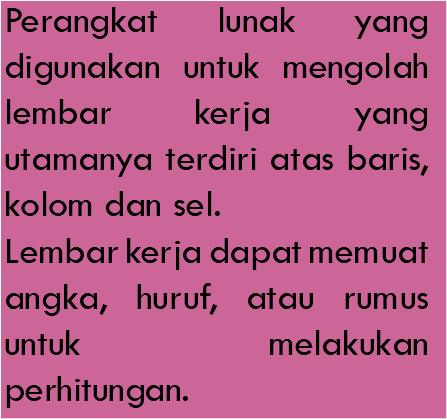 Perangkat lunak yang
digunakan untuk mengolah
lembar kerja yang
utamanya terdiri atas baris,
kolom dan sel.
Lembar kerja dapat memuat
angka, huruf, atau rumus
untuk melakukan
perhitungan.